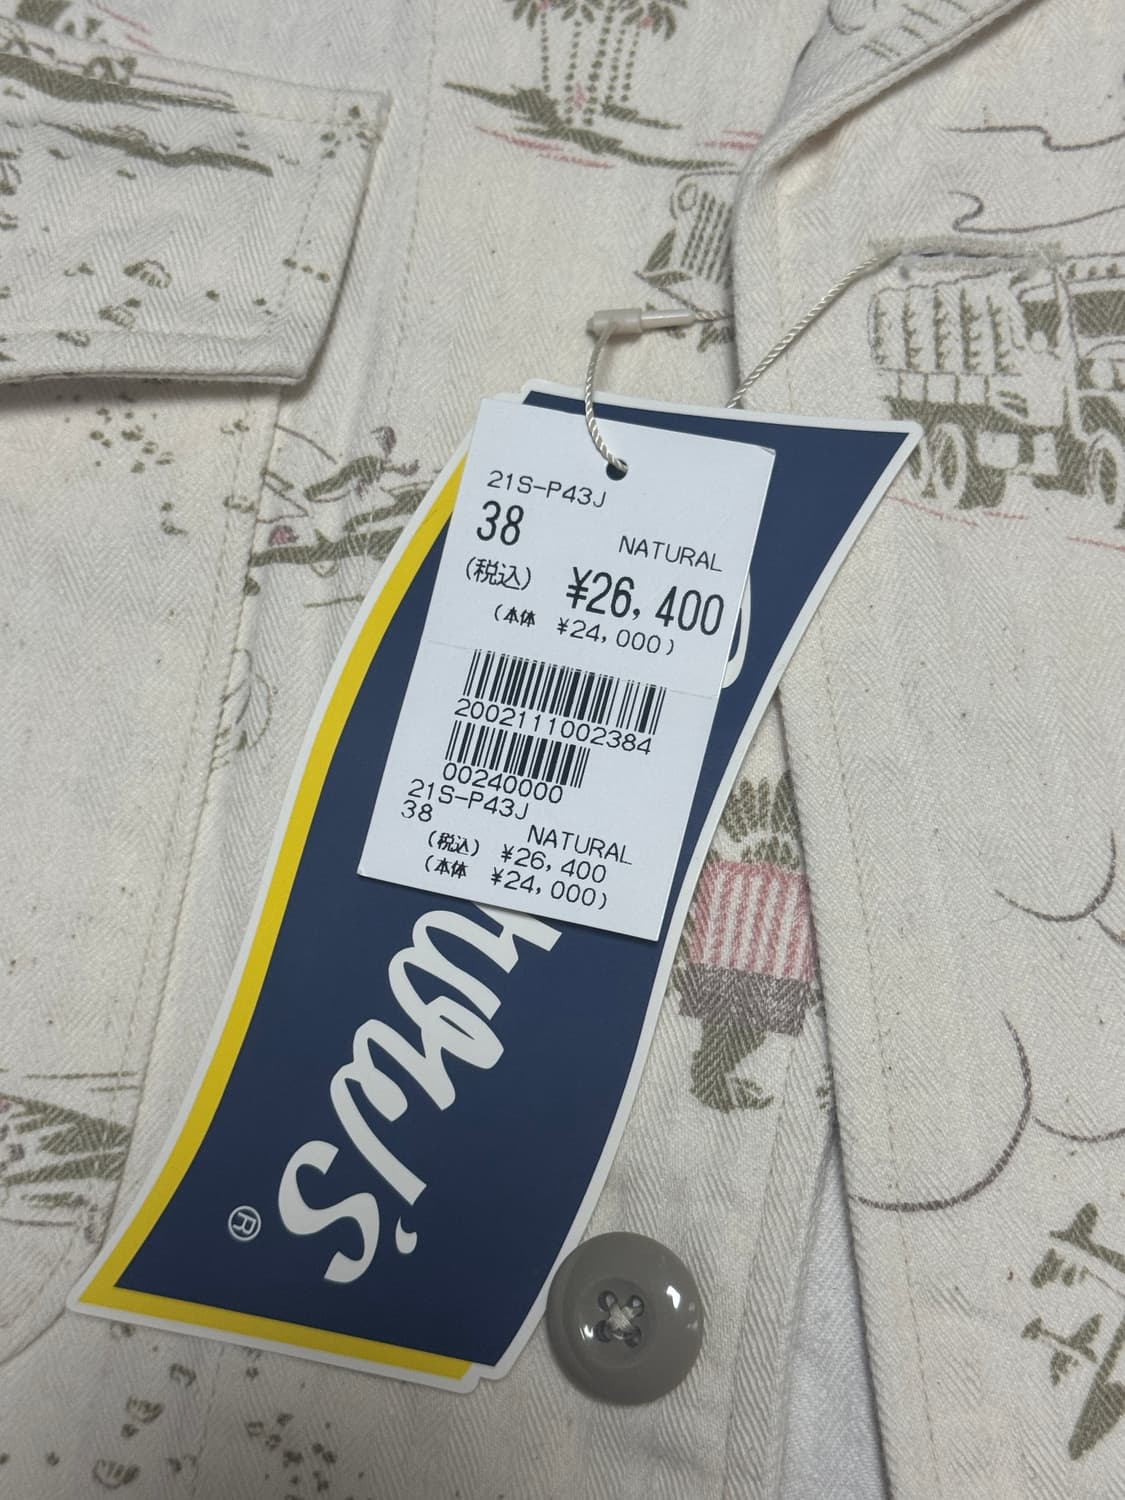 21S-P43J
38
NATURAL
(税込) ¥26,400
(本体 ¥24,000)
2002111002384
00240000
21S-P43J
38
NATURAL
(税込) ¥26,400
(本体 ¥24,000)
®